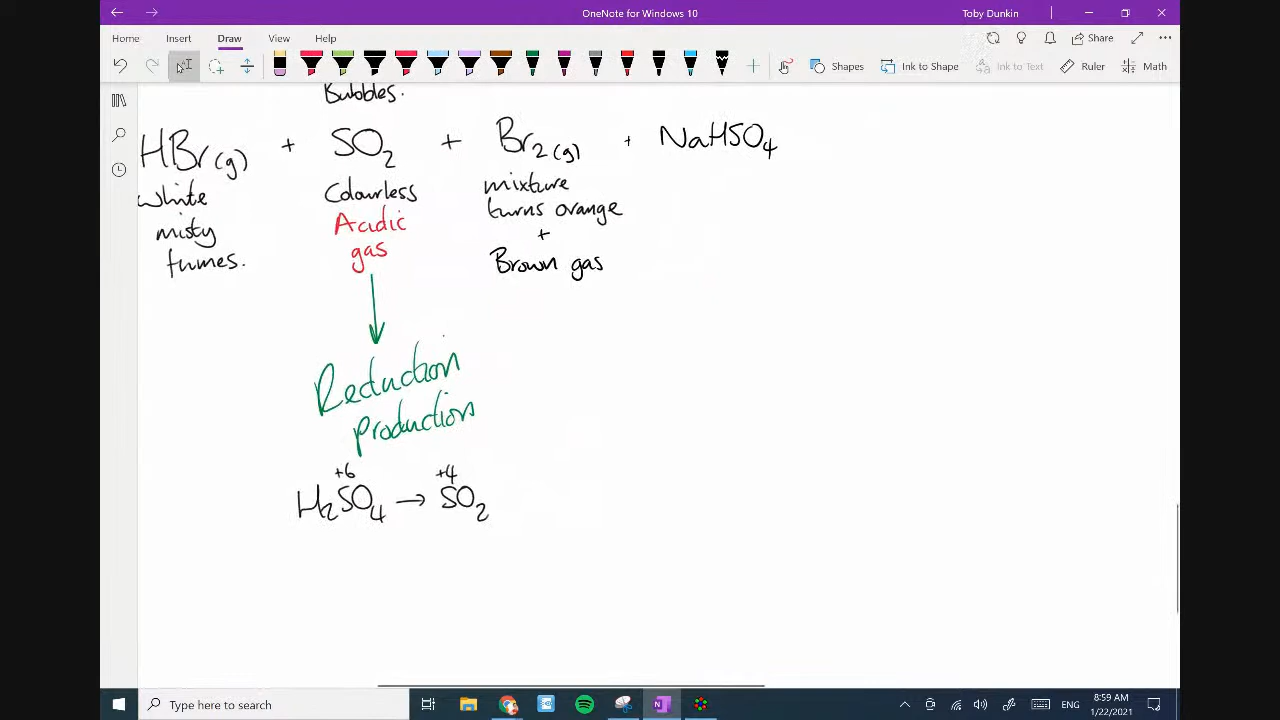 OneNote for Windows 10
Toby Dunkin
Home Insert Draw View Help
Share
Shapes Ink to Shape Ink to Text Ruler Math
Bubbles.
HBr(g) + SO2 + Br2(g) + NaHSO4
white
misty
fumes.
Colourless
Acidic
gas
mixture
turns orange
+
Brown gas
Reduction
production
+6 +4
H2SO4 → SO2
Type here to search
ENG
8:59 AM
1/22/2021